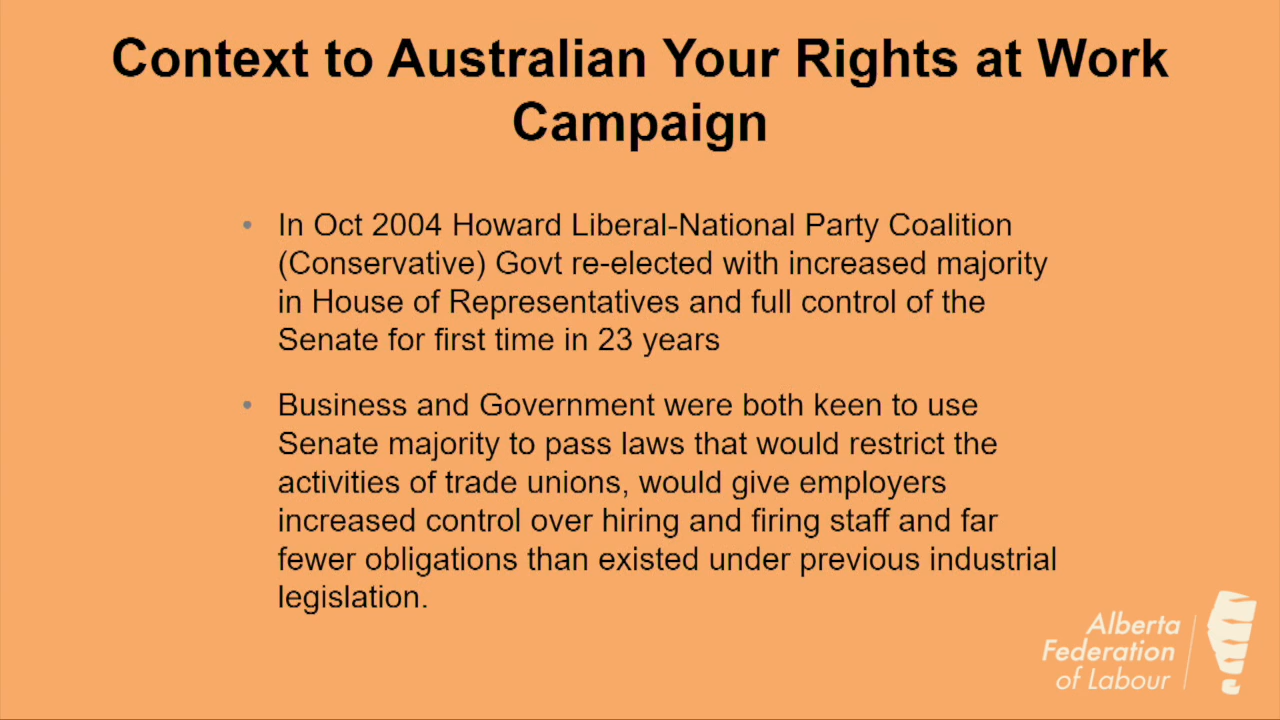 Context to Australian Your Rights at Work
Campaign
• In Oct 2004 Howard Liberal-National Party Coalition
(Conservative) Govt re-elected with increased majority
in House of Representatives and full control of the
Senate for first time in 23 years
• Business and Government were both keen to use
Senate majority to pass laws that would restrict the
activities of trade unions, would give employers
increased control over hiring and firing staff and far
fewer obligations than existed under previous industrial
legislation.
Alberta
Federation
of Labour